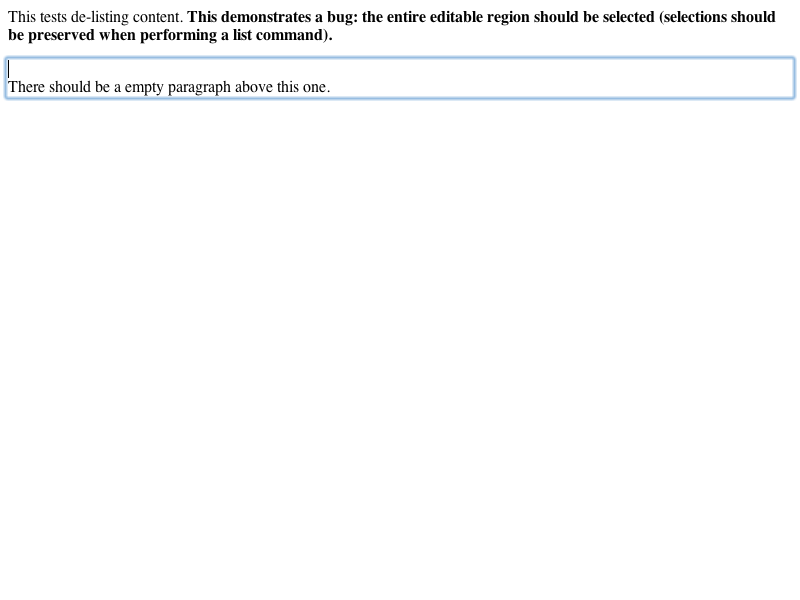 This tests de-listing content. This demonstrates a bug: the entire editable region should be selected (selections should
be preserved when performing a list command).
There should be a empty paragraph above this one.